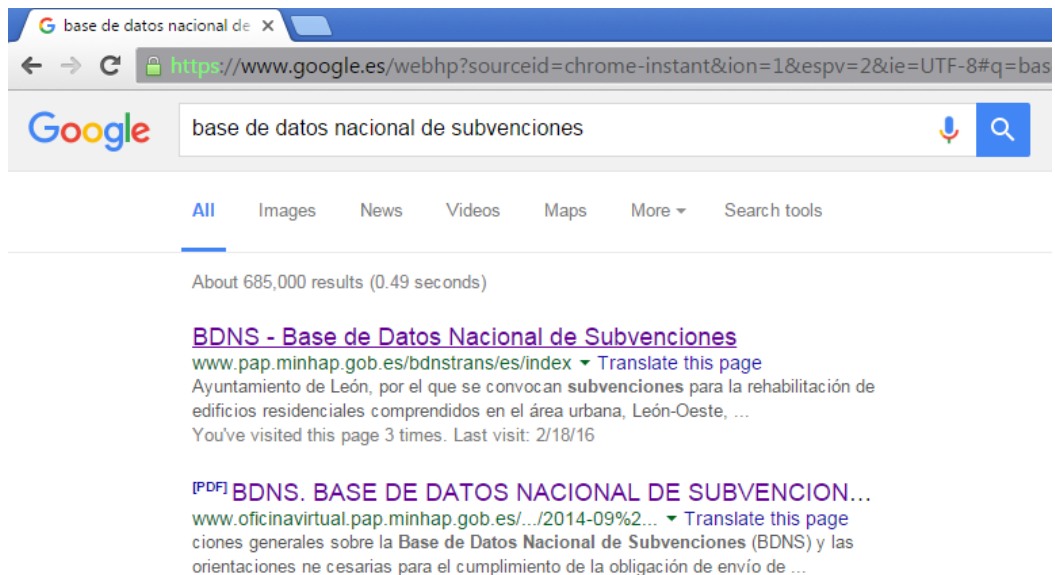 base de datos nacional de
https://www.google.es/webhp?sourceid=chrome-instant&ion=1&espv=2&ie=UTF-8#q=bas
Google base de datos nacional de subvenciones
All Images News Videos Maps More Search tools
About 685,000 results (0.49 seconds)
BDNS - Base de Datos Nacional de Subvenciones
www.pap.minhap.gob.es/bdnstrans/es/index Translate this page
Ayuntamiento de León, por el que se convocan subvenciones para la rehabilitación de
edificios residenciales comprendidos en el área urbana, León-Oeste, ...
You've visited this page 3 times. Last visit: 2/18/16
[PDF] BDNS. BASE DE DATOS NACIONAL DE SUBVENCION...
www.oficinavirtual.pap.minhap.gob.es/.../2014-09%2... Translate this page
ciones generales sobre la Base de Datos Nacional de Subvenciones (BDNS) y las
orientaciones ne cesarias para el cumplimiento de la obligación de envío de ...